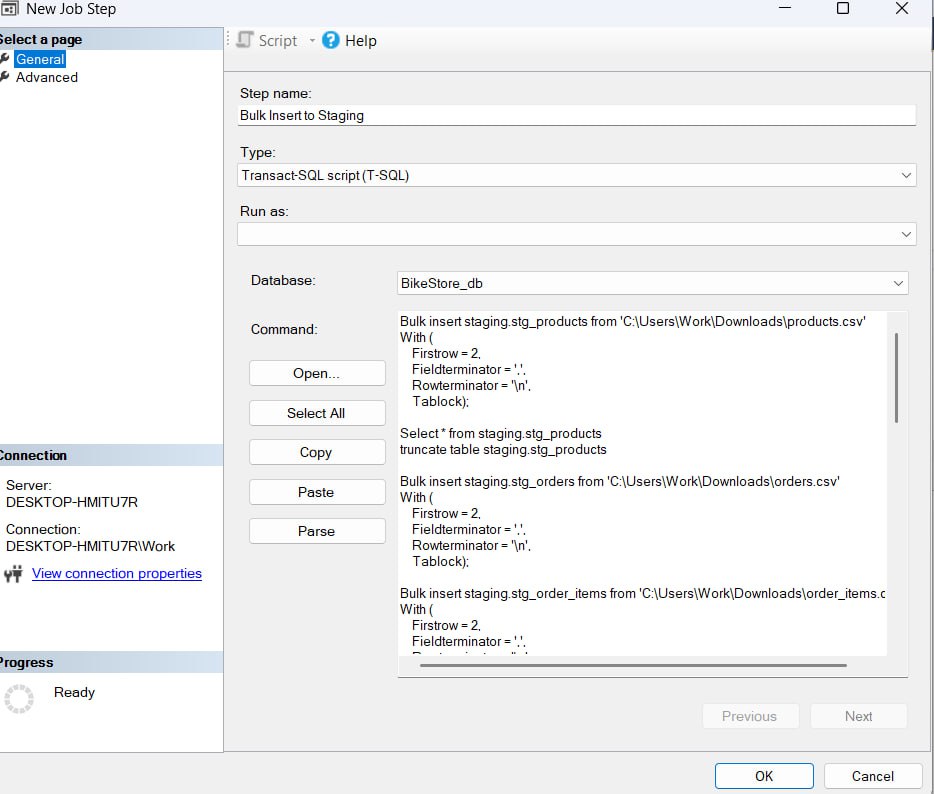 New Job Step
Select a page
General
Advanced
Script
Help
Step name:
Bulk Insert to Staging
Type:
Transact-SQL script (T-SQL)
Run as:
Database:
BikeStore_db
Command:
Open...
Select All
Copy
Paste
Parse
Bulk insert staging.stg_products from 'C:\Users\Work\Downloads\products.csv'
With (
Firstrow = 2,
Fieldterminator = ',',
Rowterminator = '\n',
Tablock);
Select * from staging.stg_products
truncate table staging.stg_products
Bulk insert staging.stg_orders from 'C:\Users\Work\Downloads\orders.csv'
With (
Firstrow = 2,
Fieldterminator = ',',
Rowterminator = '\n',
Tablock);
Bulk insert staging.stg_order_items from 'C:\Users\Work\Downloads\order_items.c
With (
Firstrow = 2,
Fieldterminator = ',',
Connection
Server:
DESKTOP-HMITU7R
Connection:
DESKTOP-HMITU7R\Work
View connection properties
Progress
Ready
Previous
Next
OK
Cancel